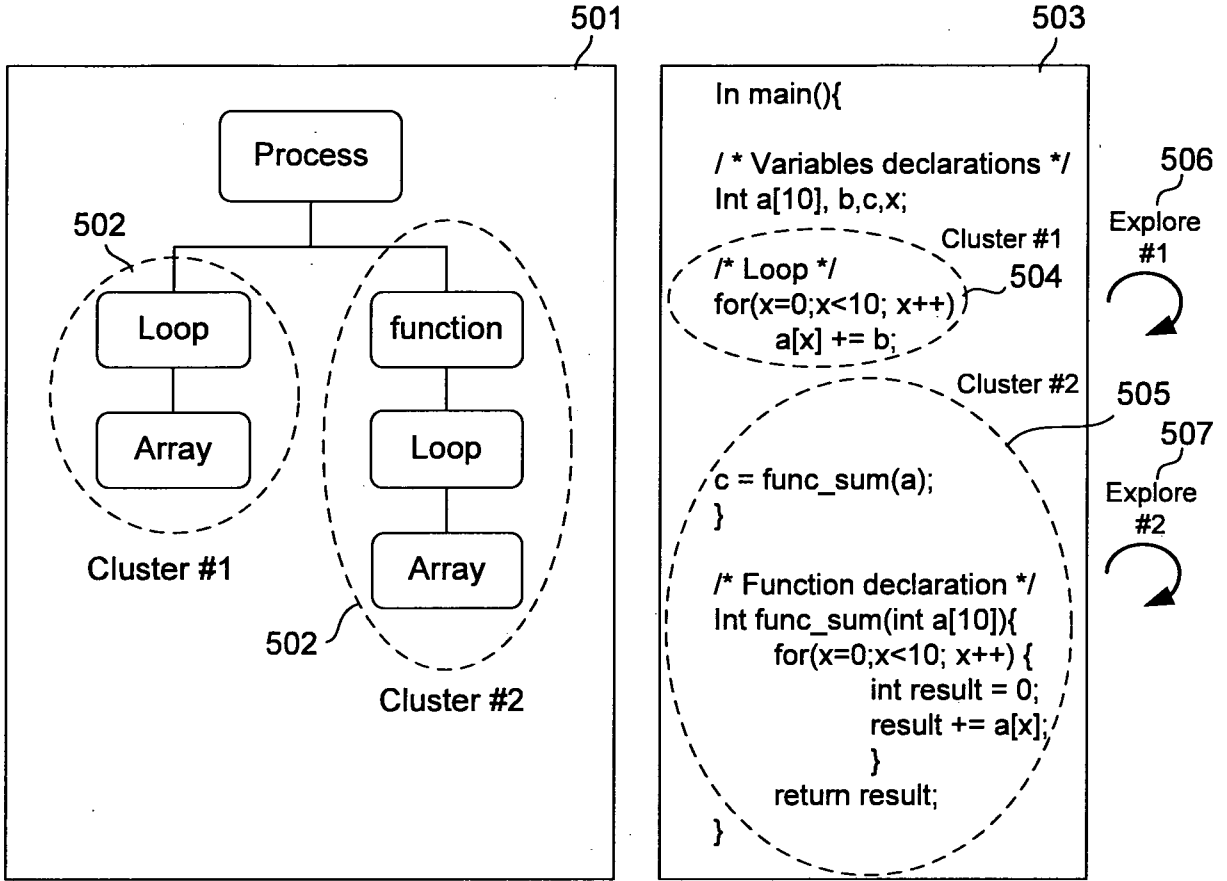 501
Process
502
Loop
function
Array
Loop
Cluster #1
Array
502
Cluster #2
503
In main(){
/ * Variables declarations */
Int a[10], b,c,x;
Cluster #1
/* Loop */
504
for(x=0;x<10; x++)
a[x] += b;
Cluster #2
505
c = func_sum(a);
}
/* Function declaration */
Int func_sum(int a[10]){
for(x=0;x<10; x++) {
int result = 0;
result += a[x];
}
return result;
}
506
Explore
#1
507
Explore
#2